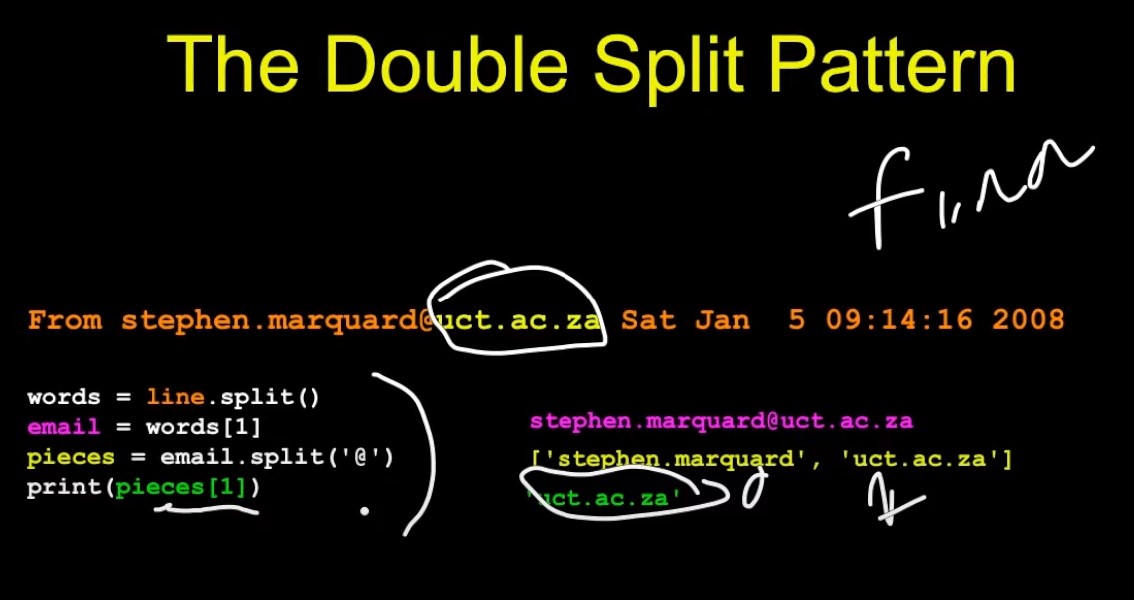 The Double Split Pattern
From stephen.marquard@uct.ac.za Sat Jan  5 09:14:16 2008
words = line.split()
email = words[1]
pieces = email.split('@')
print(pieces[1])
stephen.marquard@uct.ac.za
['stephen.marquard', 'uct.ac.za']
0
1
'uct.ac.za'